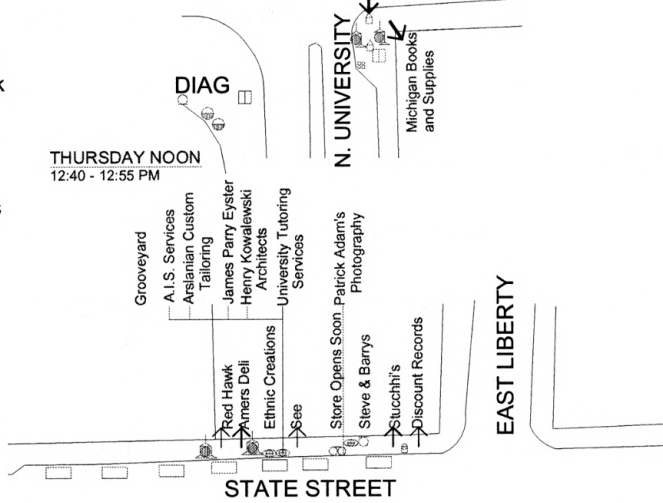 N. UNIVERSITY
Michigan Books
and Supplies
DIAG
THURSDAY NOON
12:40 - 12:55 PM
Grooveyard
A.I.S. Services
Arslanian Custom
Tailoring
James Parry Eyster
Henry Kowalewski
Architects
University Tutoring
Services
Patrick Adam's
Photography
Red Hawk
Amers Deli
Ethnic Creations
See
Store Opens Soon
Steve & Barrys
Stucchhi's
Discount Records
EAST LIBERTY
STATE STREET